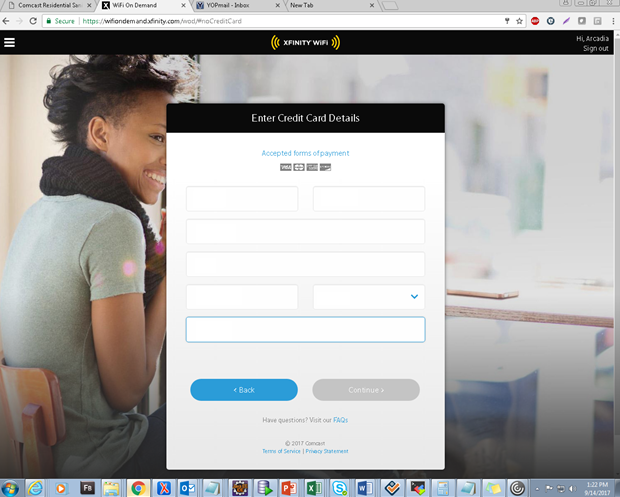 Comcast Residential San
WiFi On Demand
YOPmail - Inbox
New Tab
Secure
https://wifiondemand.xfinity.com/wod/#noCreditCard
XFINITY WiFi
Hi, Arcadia
Sign out
Enter Credit Card Details
Accepted forms of payment
VISA
< Back
Continue >
Have questions? Visit our FAQs
© 2017 Comcast
Terms of Service | Privacy Statement
1:22 PM
9/14/2017